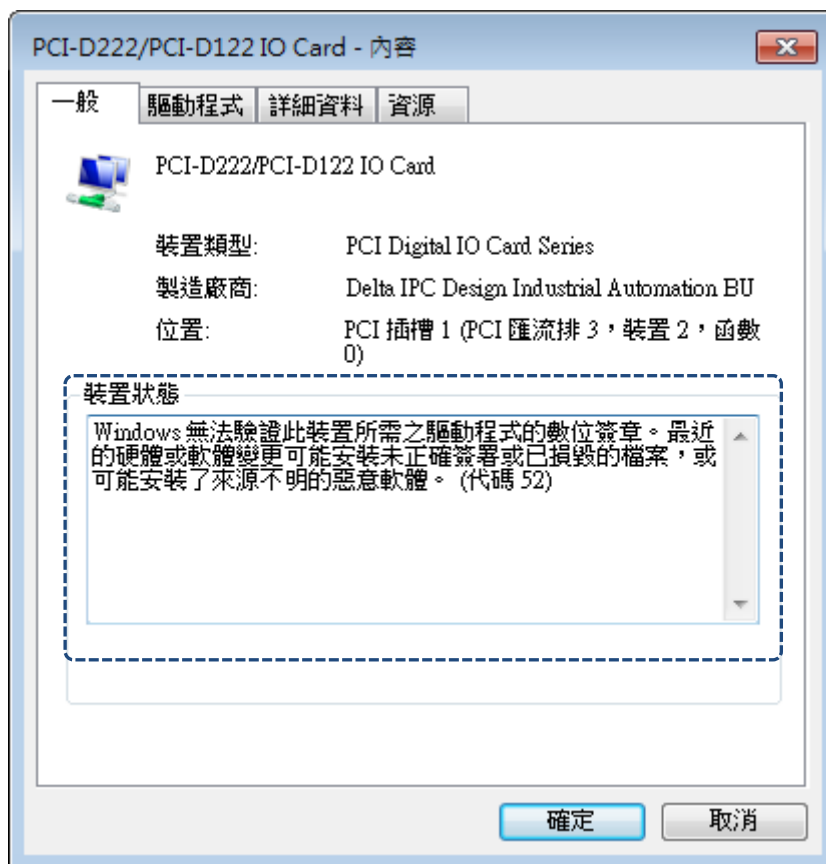 PCI-D222/PCI-D122 IO Card - 內容
一般 驅動程式 詳細資料 資源
PCI-D222/PCI-D122 IO Card
裝置類型: PCI Digital IO Card Series
製造廠商: Delta IPC Design Industrial Automation BU
位置: PCI 插槽 1 (PCI 匯流排 3，裝置 2，函數
0)
裝置狀態
Windows 無法驗證此裝置所需之驅動程式的數位簽章。最近
的硬體或軟體變更可能安裝未正確簽署或已損毀的檔案，或
可能安裝了來源不明的惡意軟體。 (代碼 52)
確定 取消